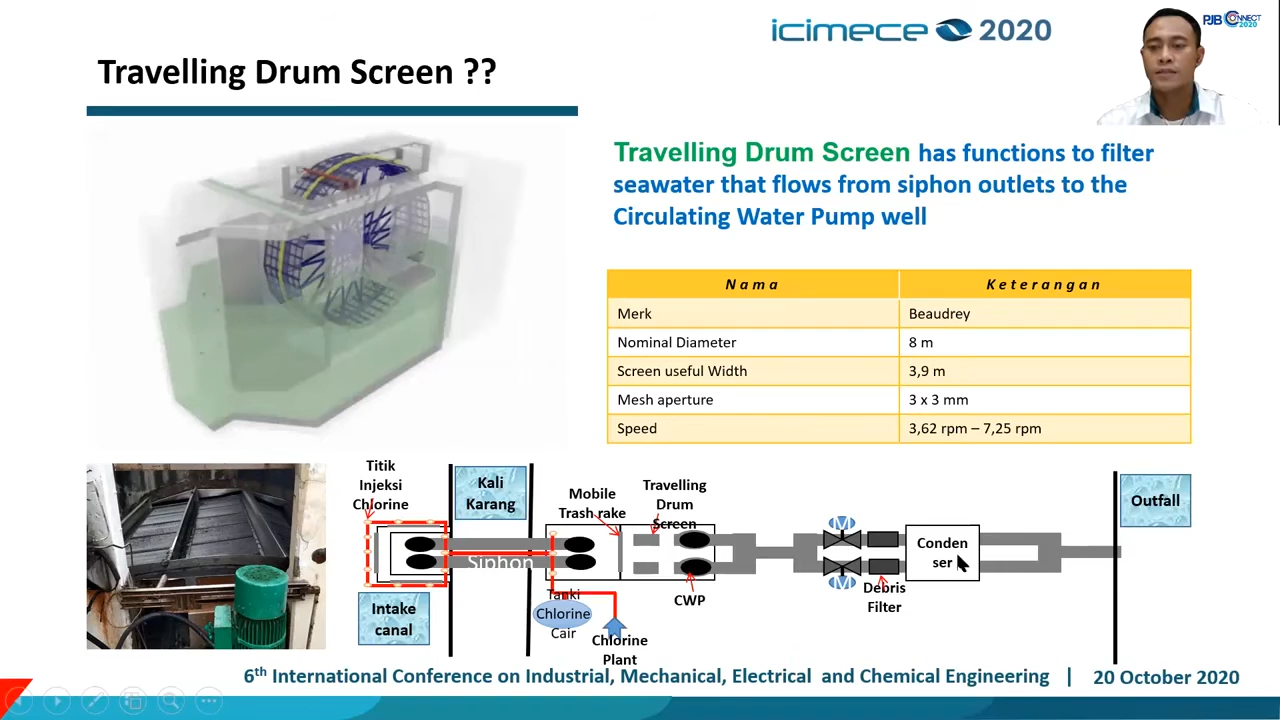 icimece 2020
PJB CONNECT
2020
Travelling Drum Screen ??
Travelling Drum Screen has functions to filter
seawater that flows from siphon outlets to the
Circulating Water Pump well
Nama Keterangan
Merk Beaudrey
Nominal Diameter 8 m
Screen useful Width 3,9 m
Mesh aperture 3 x 3 mm
Speed 3,62 rpm – 7,25 rpm
Titik
Injeksi
Chlorine
Kali
Karang
Mobile
Trash rake
Travelling
Drum
Screen
Outfall
M
Siphon
Conden
ser
M
Intake
canal
Tanki
Chlorine
Cair
CWP
Debris
Filter
Chlorine
Plant
6th International Conference on Industrial, Mechanical, Electrical and Chemical Engineering | 20 October 2020